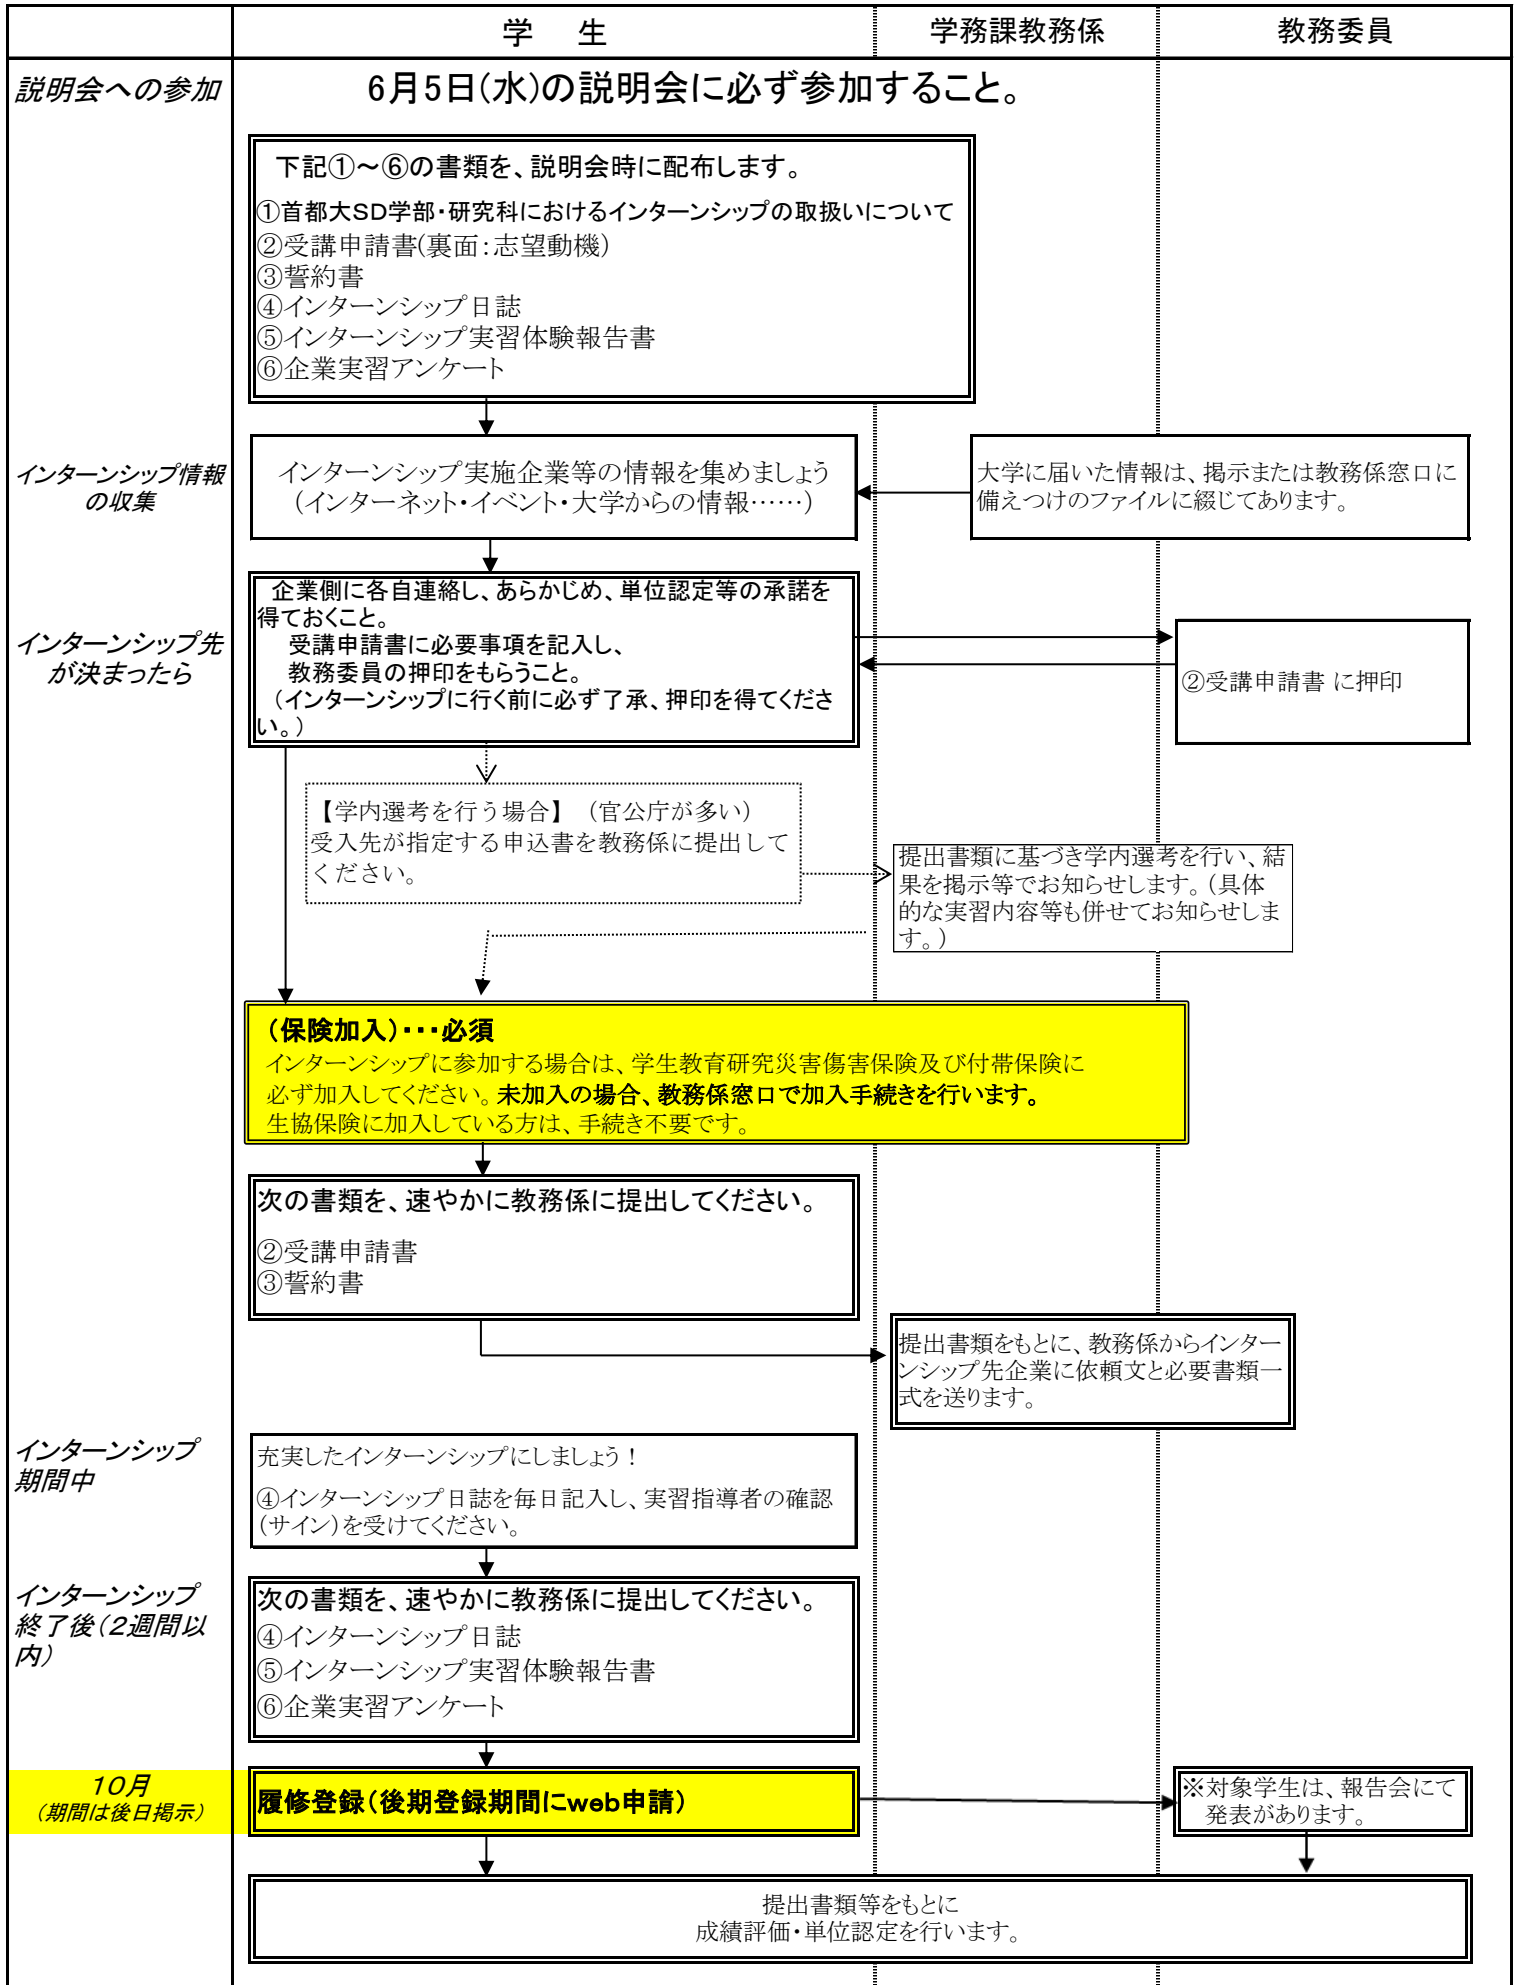 学　生
学務課教務係
教務委員
説明会への参加
6月5日(水)の説明会に必ず参加すること。
下記①～⑥の書類を、説明会時に配布します。
①首都大SD学部・研究科におけるインターンシップの取扱いについて
②受講申請書(裏面：志望動機)
③誓約書
④インターンシップ日誌
⑤インターンシップ実習体験報告書
⑥企業実習アンケート
インターンシップ情報
の収集
インターンシップ実施企業等の情報を集めましょう
（インターネット・イベント・大学からの情報……）
大学に届いた情報は、掲示または教務係窓口に
備えつけのファイルに綴じてあります。
インターンシップ先
が決まったら
企業側に各自連絡し、あらかじめ、単位認定等の承諾を
得ておくこと。
受講申請書に必要事項を記入し、
教務委員の押印をもらうこと。
（インターンシップに行く前に必ず了承、押印を得てくださ
い。）
②受講申請書 に押印
【学内選考を行う場合】（官公庁が多い）
受入先が指定する申込書を教務係に提出して
ください。
提出書類に基づき学内選考を行い、結
果を掲示等でお知らせします。（具体
的な実習内容等も併せてお知らせしま
す。）
（保険加入）・・・必須
インターンシップに参加する場合は、学生教育研究災害傷害保険及び付帯保険に
必ず加入してください。未加入の場合、教務係窓口で加入手続きを行います。
生協保険に加入している方は、手続き不要です。
次の書類を、速やかに教務係に提出してください。
②受講申請書
③誓約書
提出書類をもとに、教務係からインター
ンシップ先企業に依頼文と必要書類一
式を送ります。
インターンシップ
期間中
充実したインターンシップにしましょう！
④インターンシップ日誌を毎日記入し、実習指導者の確認
（サイン）を受けてください。
インターンシップ
終了後（２週間以
内）
次の書類を、速やかに教務係に提出してください。
④インターンシップ日誌
⑤インターンシップ実習体験報告書
⑥企業実習アンケート
１０月
（期間は後日掲示）
履修登録（後期登録期間にweb申請）
※対象学生は、報告会にて
発表があります。
提出書類等をもとに
成績評価・単位認定を行います。